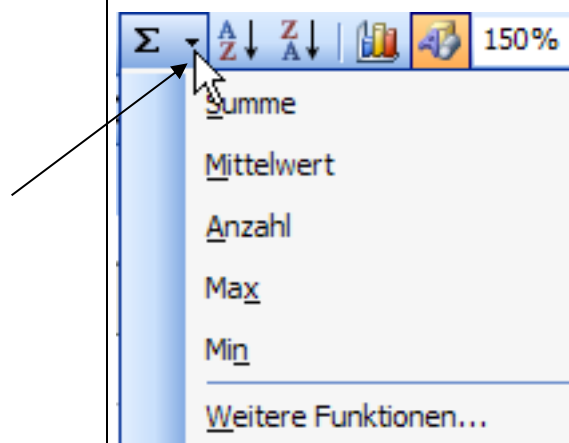 Σ A Z Z A 150%
Summe
Mittelwert
Anzahl
Max
Min
Weitere Funktionen...